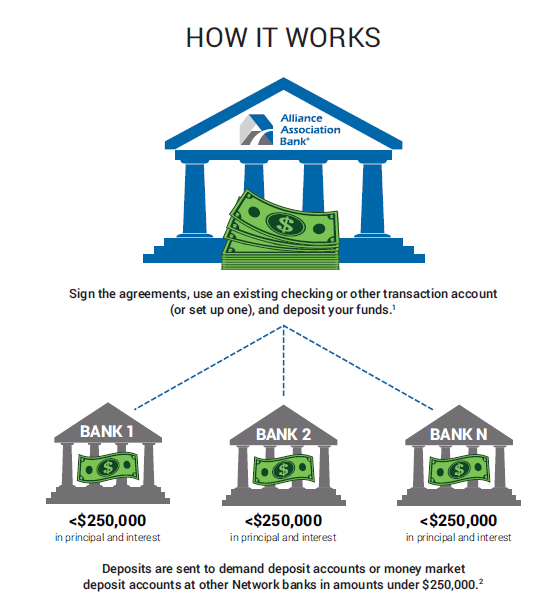 HOW IT WORKS
Alliance
Association
Bank®
$
Sign the agreements, use an existing checking or other transaction account
(or set up one), and deposit your funds.¹
BANK 1
BANK 2
BANK N
$
$
$
<$250,000
<$250,000
<$250,000
in principal and interest
in principal and interest
in principal and interest
Deposits are sent to demand deposit accounts or money market
deposit accounts at other Network banks in amounts under $250,000.²